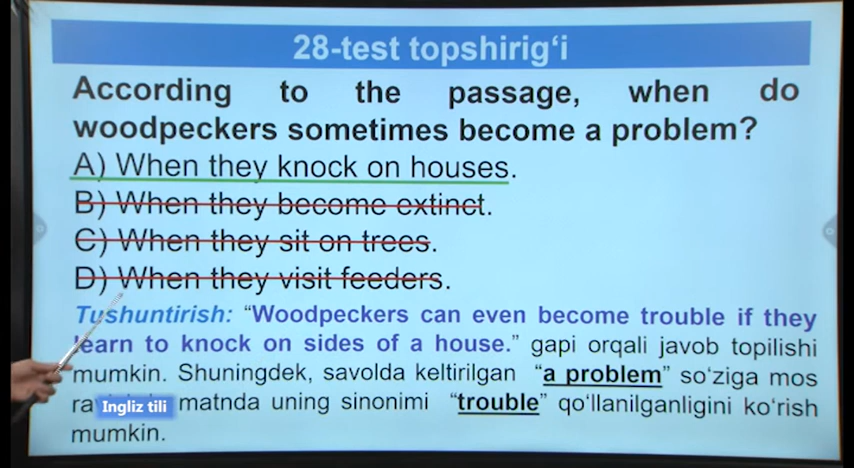 28-test topshirig‘i
According to the passage, when do
woodpeckers sometimes become a problem?
A) When they knock on houses.
B) When they become extinct.
C) When they sit on trees.
D) When they visit feeders.
Tushuntirish: “Woodpeckers can even become trouble if they
learn to knock on sides of a house.” gapi orqali javob topilishi
mumkin. Shuningdek, savolda keltirilgan “a problem” so‘ziga mos
matnda uning sinonimi “trouble” qo‘llanilganligini ko‘rish
Ingliz tili
mumkin.